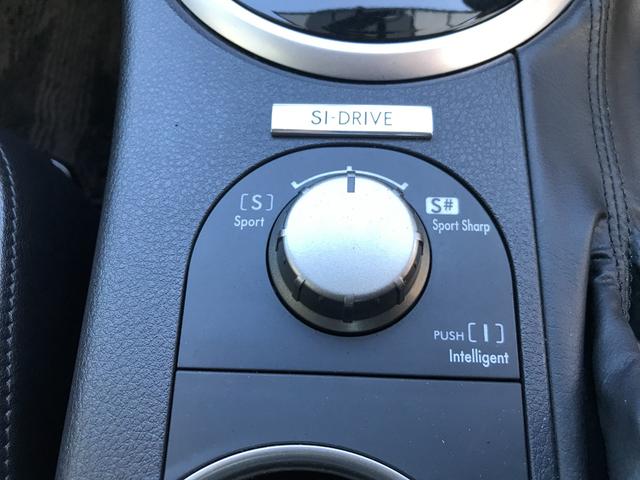 SI-DRIVE
[S]
Sport
S#
Sport Sharp
PUSH [I]
Intelligent